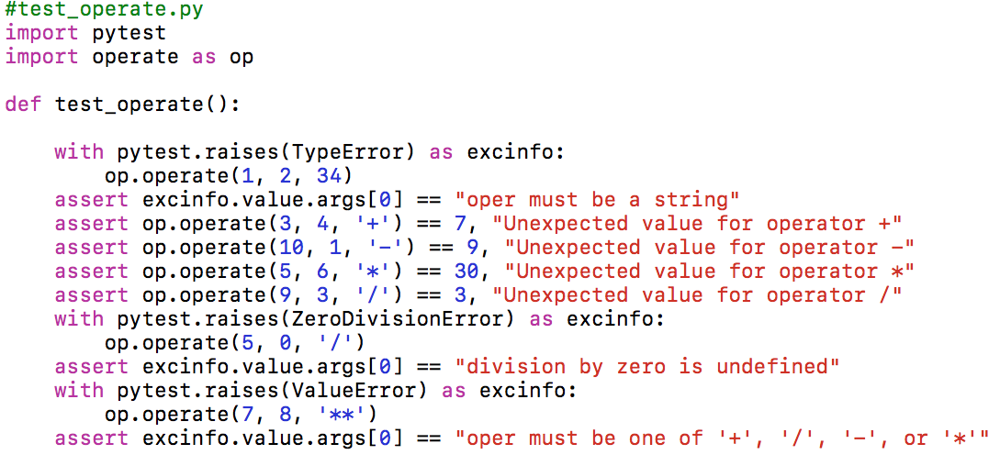 #test_operate.py
import pytest
import operate as op

def test_operate():

    with pytest.raises(TypeError) as excinfo:
        op.operate(1, 2, 34)
    assert excinfo.value.args[0] == "oper must be a string"
    assert op.operate(3, 4, '+') == 7, "Unexpected value for operator +"
    assert op.operate(10, 1, '-') == 9, "Unexpected value for operator -"
    assert op.operate(5, 6, '*') == 30, "Unexpected value for operator *"
    assert op.operate(9, 3, '/') == 3, "Unexpected value for operator /"
    with pytest.raises(ZeroDivisionError) as excinfo:
        op.operate(5, 0, '/')
    assert excinfo.value.args[0] == "division by zero is undefined"
    with pytest.raises(ValueError) as excinfo:
        op.operate(7, 8, '**')
    assert excinfo.value.args[0] == "oper must be one of '+', '/', '-', or '*'"